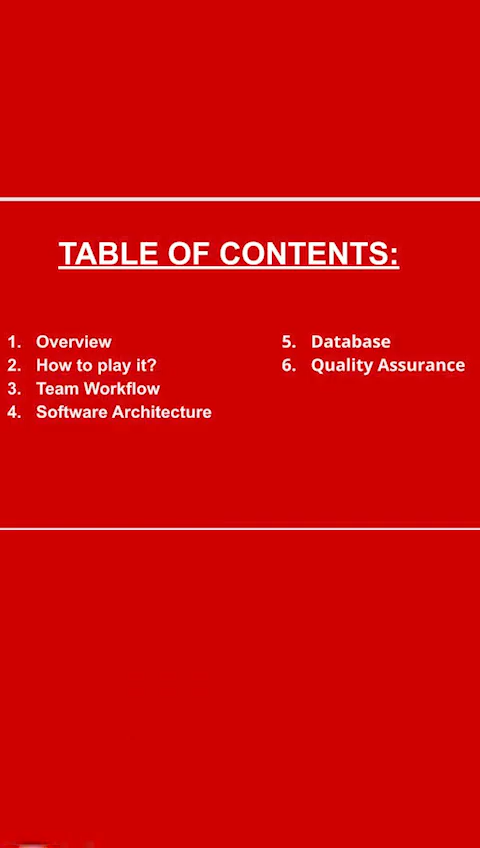 TABLE OF CONTENTS:
1. Overview
2. How to play it?
3. Team Workflow
4. Software Architecture
5. Database
6. Quality Assurance